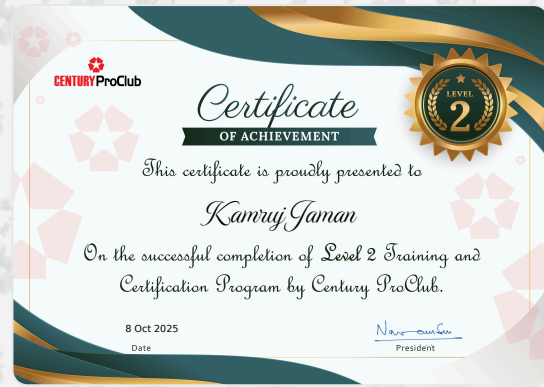 CENTURY ProClub
LEVEL
2
Certificate
OF ACHIEVEMENT
This certificate is proudly presented to
Kamruj Jaman
On the successful completion of Level 2 Training and
Certification Program by Century ProClub.
8 Oct 2025
Date
President